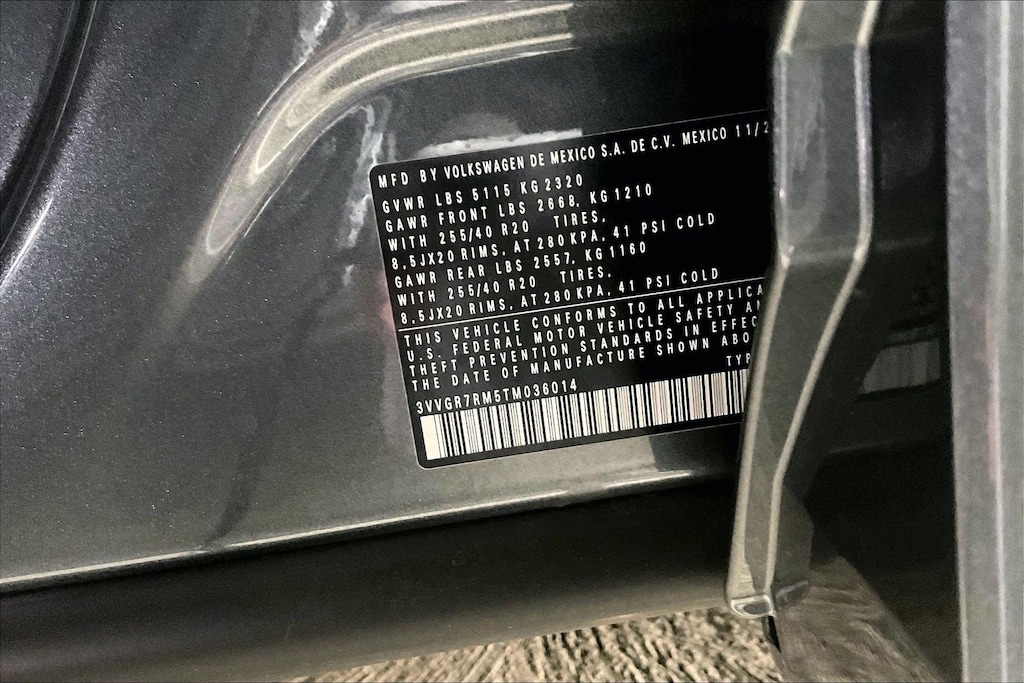 MFD BY VOLKSWAGEN DE MEXICO S.A. DE C.V. MEXICO 11/2
GVWR LBS 5115 KG 2320
GAWR FRONT LBS 2668, KG 1210
WITH 255/40 R20 TIRES,
8,5JX20 RIMS, AT 280 KPA, 41 PSI COLD
GAWR REAR LBS 2557, KG 1160
WITH 255/40 R20 TIRES,
8,5JX20 RIMS, AT 280 KPA, 41 PSI COLD
THIS VEHICLE CONFORMS TO ALL APPLICA
U.S. FEDERAL MOTOR VEHICLE SAFETY AN
THEFT PREVENTION STANDARDS IN EFFEC
THE DATE OF MANUFACTURE SHOWN ABO
TYP
3VVGR7RM5TM036014